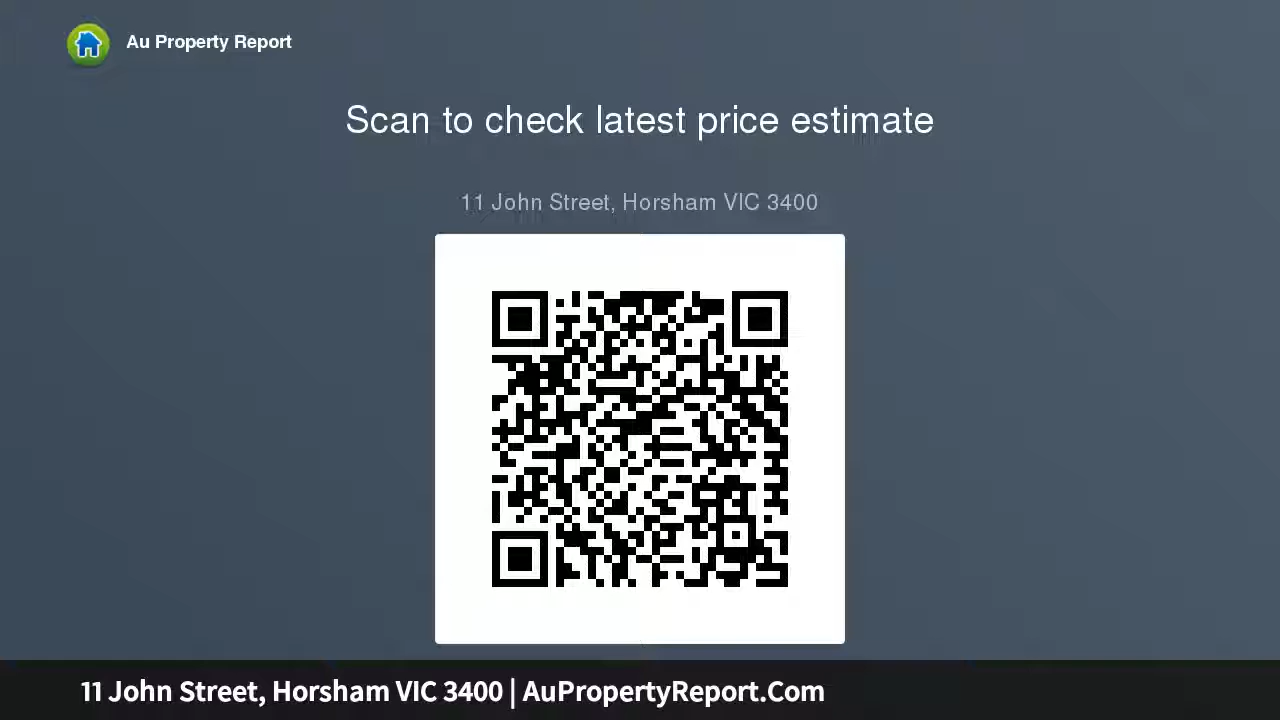 Au Property Report
Scan to check latest price estimate
11 John Street, Horsham VIC 3400
11 John Street, Horsham VIC 3400 | AuPropertyReport.Com